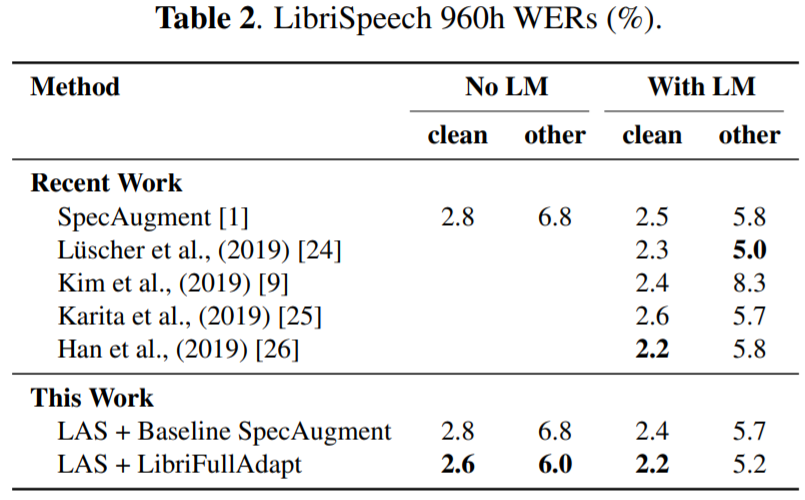 Table 2. LibriSpeech 960h WERs (%).
Method No LM With LM
clean other clean other
Recent Work
SpecAugment [1] 2.8 6.8 2.5 5.8
Lüscher et al., (2019) [24] 2.3 5.0
Kim et al., (2019) [9] 2.4 8.3
Karita et al., (2019) [25] 2.6 5.7
Han et al., (2019) [26] 2.2 5.8
This Work
LAS + Baseline SpecAugment 2.8 6.8 2.4 5.7
LAS + LibriFullAdapt 2.6 6.0 2.2 5.2